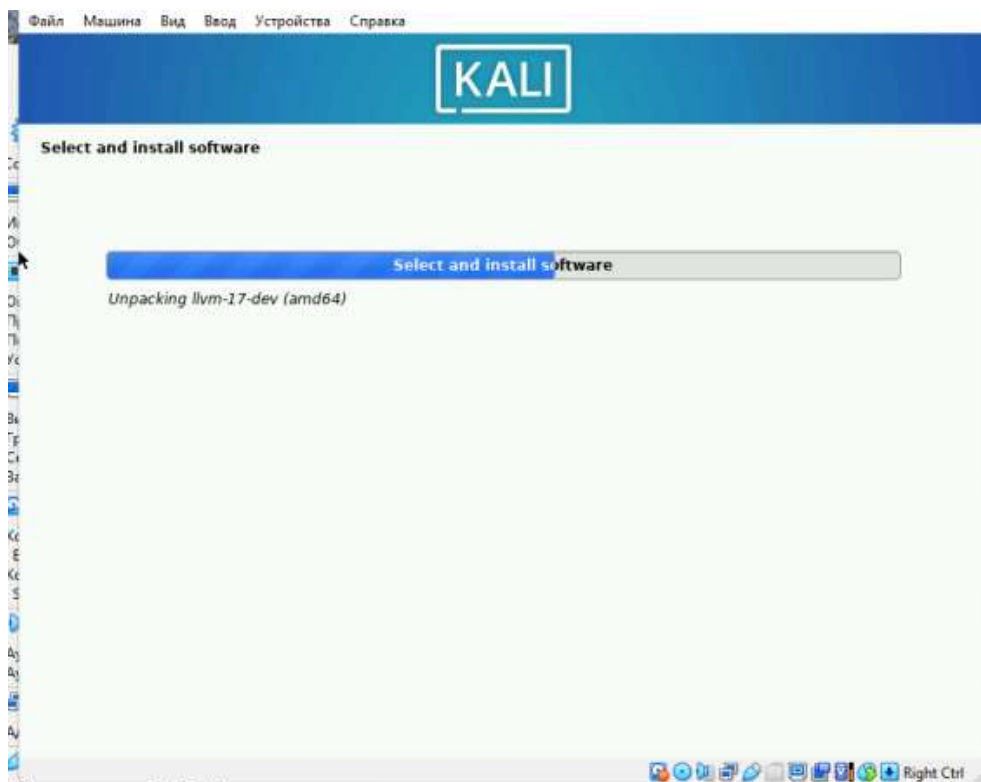 Файл Машина Вид Ввод Устройства Справка
KALI
Select and install software
Select and install software
Unpacking llvm-17-dev (amd64)
Right Ctrl